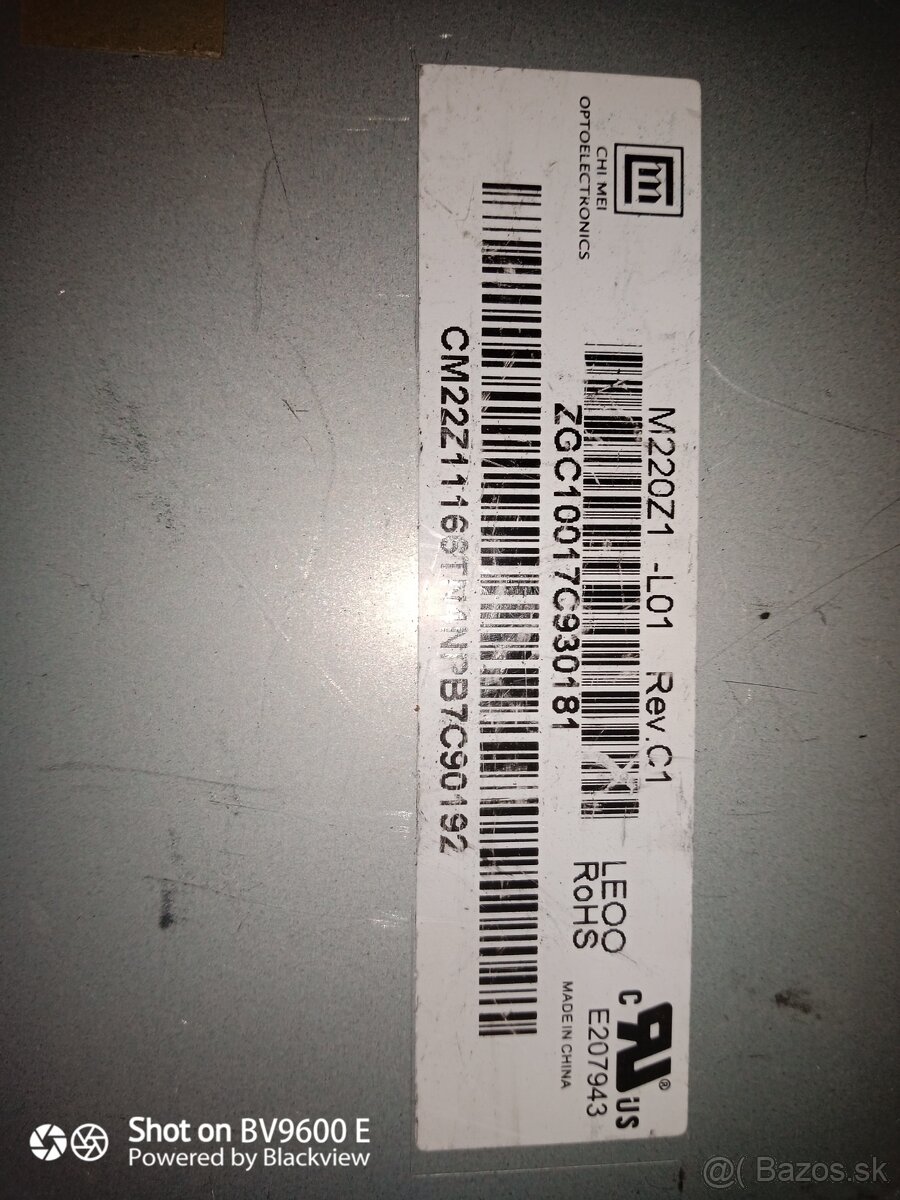 CHI MEI
OPTOELECTRONICS
M220Z1 -L01 Rev.C1
ZGC10017C930181
LEOO
RoHS
MADE IN CHINA
C US
®
E207943
Shot on BV9600 E
Powered by Blackview
@( Bazos.sk